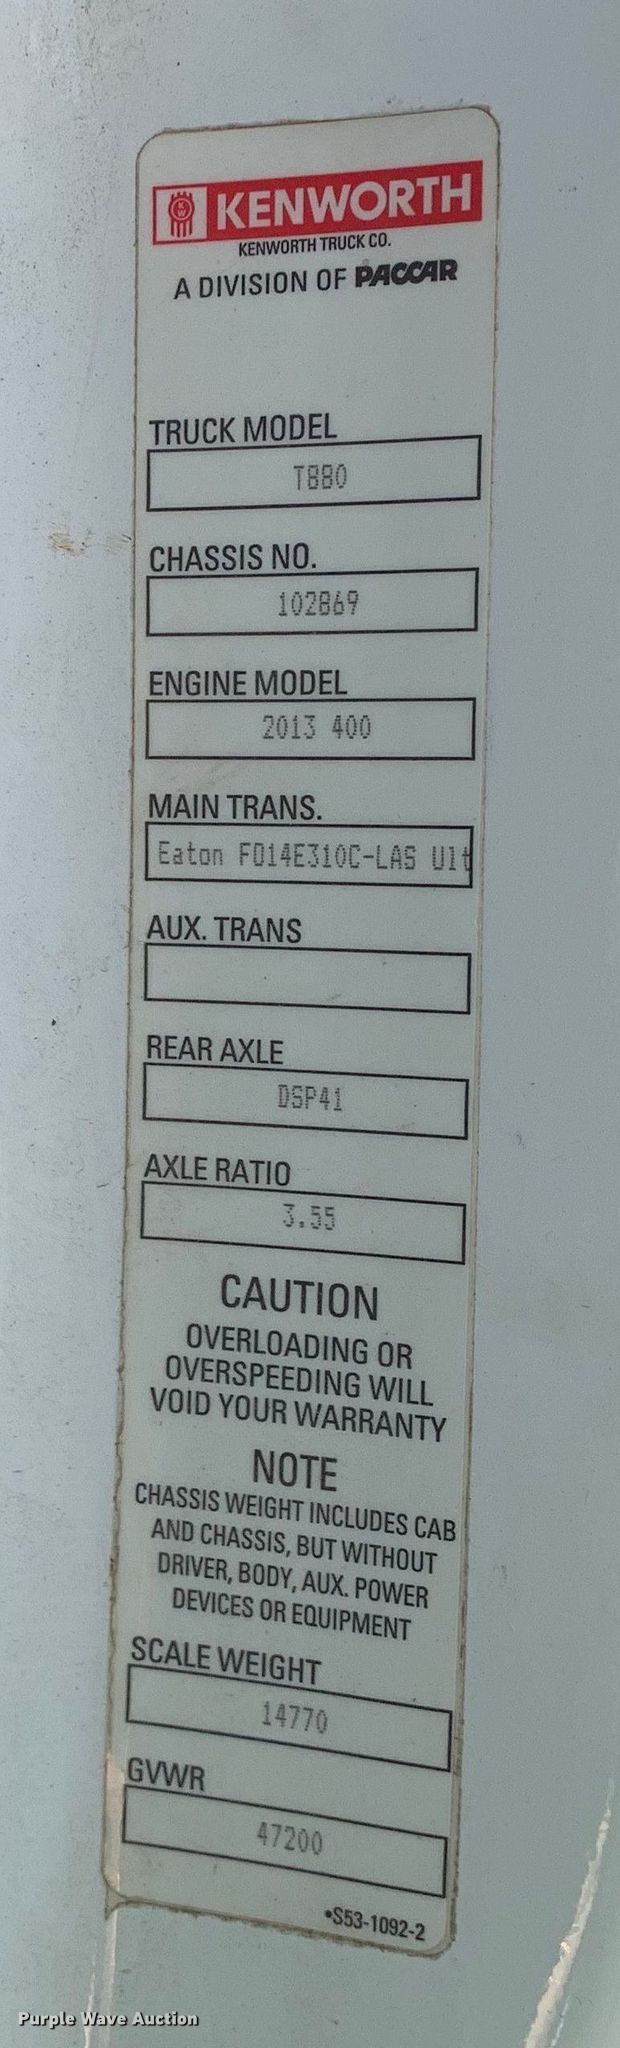 KW KENWORTH
KENWORTH TRUCK CO.
A DIVISION OF PACCAR
TRUCK MODEL
T880
CHASSIS NO.
102869
ENGINE MODEL
2013 400
MAIN TRANS.
Eaton FO14E310C-LAS Ult
AUX. TRANS
REAR AXLE
DSP41
AXLE RATIO
3.55
CAUTION
OVERLOADING OR
OVERSPEEDING WILL
VOID YOUR WARRANTY
NOTE
CHASSIS WEIGHT INCLUDES CAB
AND CHASSIS, BUT WITHOUT
DRIVER, BODY, AUX. POWER
DEVICES OR EQUIPMENT
SCALE WEIGHT
14770
GVWR
47200
•S53-1092-2
Purple Wave Auction